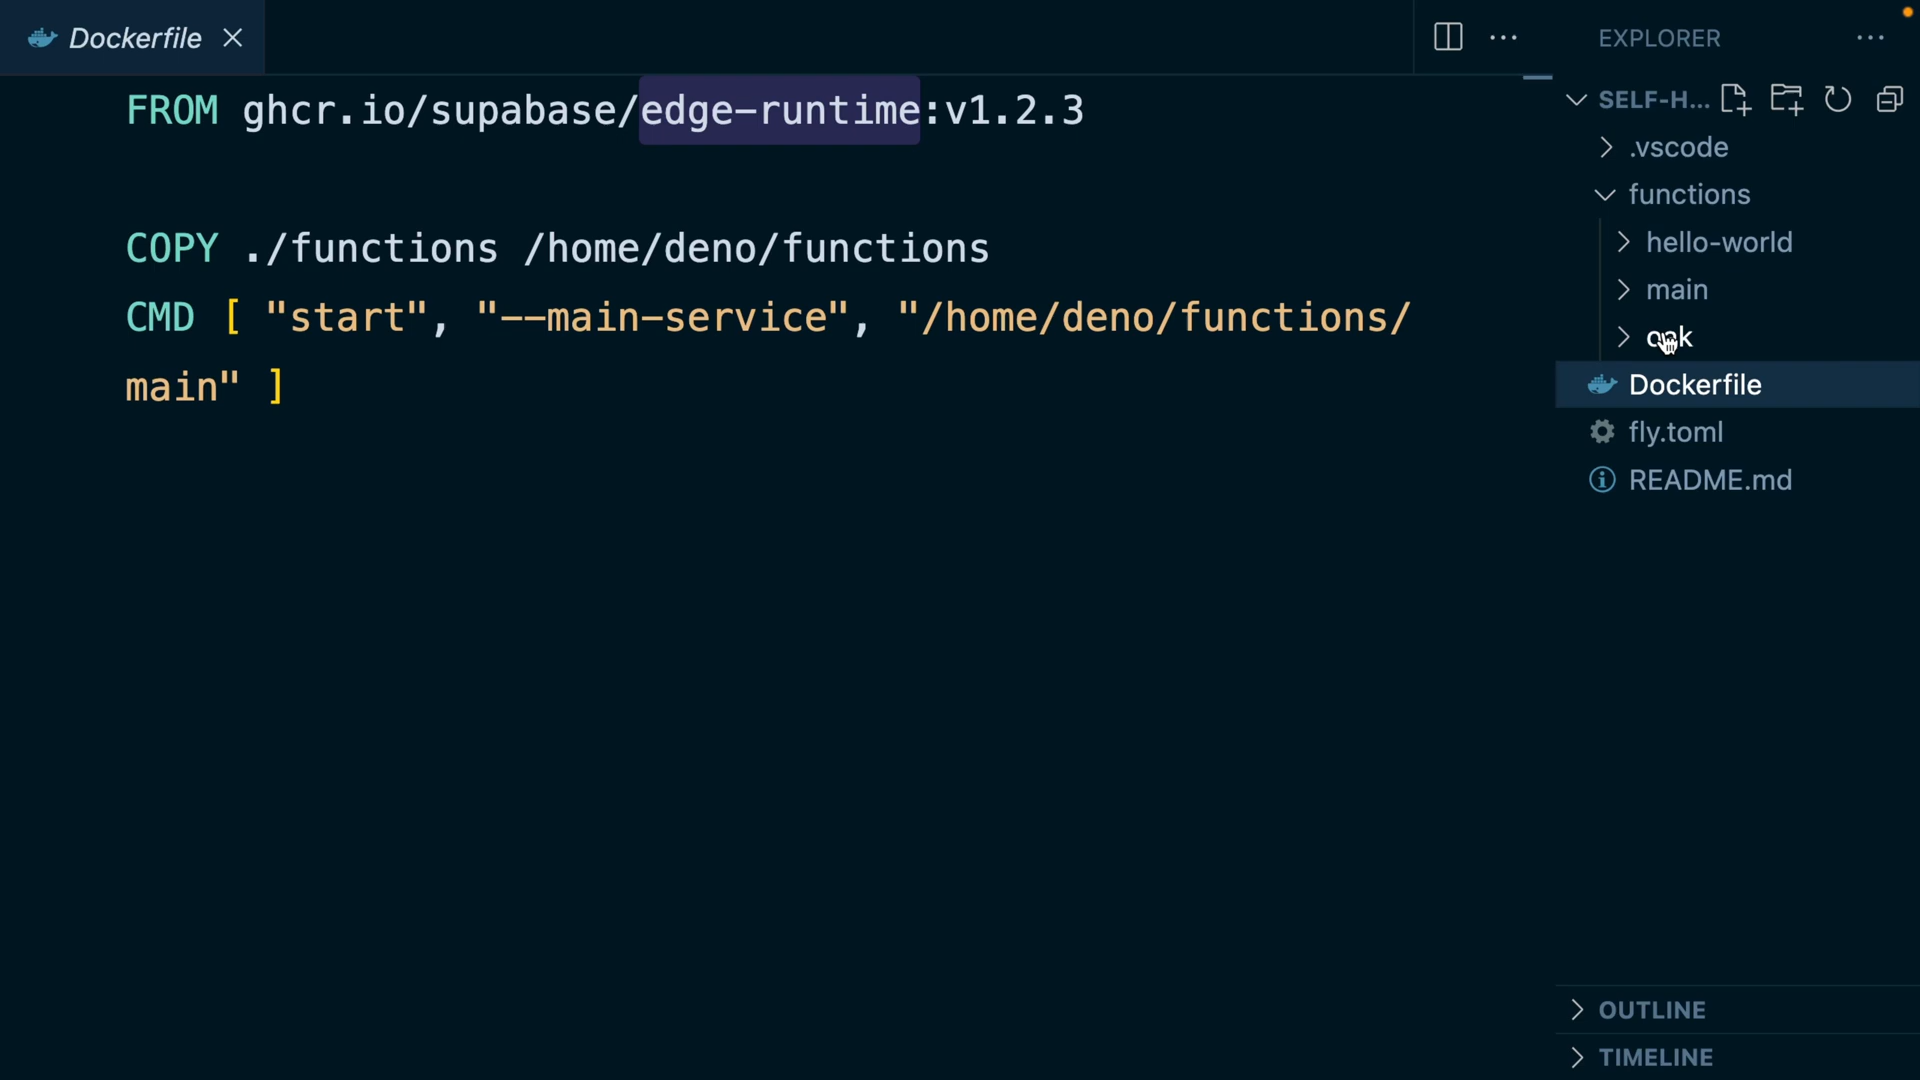 Dockerfile
EXPLORER
FROM ghcr.io/supabase/edge-runtime:v1.2.3
COPY ./functions /home/deno/functions
CMD [ "start", "--main-service", "/home/deno/functions/
main" ]
SELF-H...
.vscode
functions
hello-world
main
Dockerfile
fly.toml
README.md
OUTLINE
TIMELINE